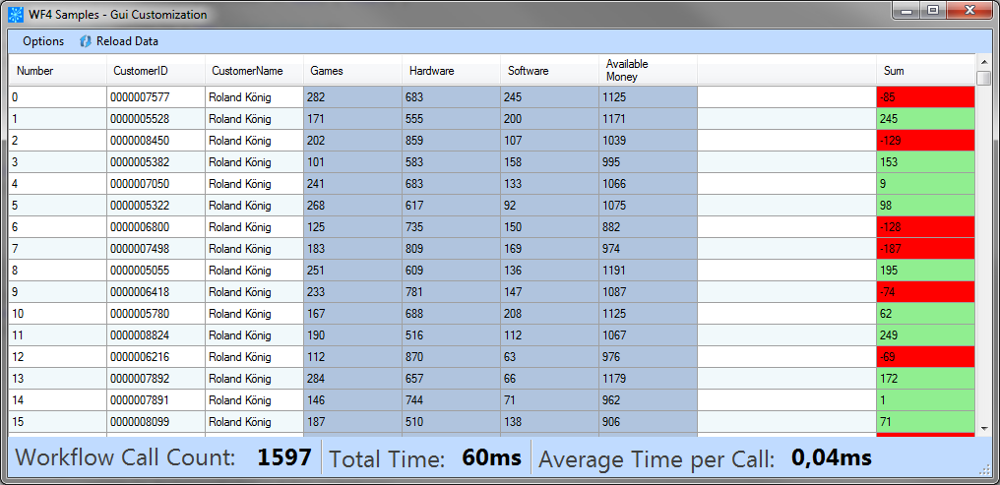 WF4 Samples - Gui Customization
Options Reload Data
Number CustomerID CustomerName Games Hardware Software Available Money Sum
0 0000007577 Roland König 282 683 245 1125 -85
1 0000005528 Roland König 171 555 200 1171 245
2 0000008450 Roland König 202 859 107 1039 -129
3 0000005382 Roland König 101 583 158 995 153
4 0000007050 Roland König 241 683 133 1066 9
5 0000005322 Roland König 268 617 92 1075 98
6 0000006800 Roland König 125 735 150 882 -128
7 0000007498 Roland König 183 809 169 974 -187
8 0000005055 Roland König 251 609 136 1191 195
9 0000006418 Roland König 233 781 147 1087 -74
10 0000005780 Roland König 167 688 208 1125 62
11 0000008824 Roland König 190 516 112 1067 249
12 0000006216 Roland König 112 870 63 976 -69
13 0000007892 Roland König 284 657 66 1179 172
14 0000007891 Roland König 146 744 71 962 1
15 0000008099 Roland König 187 510 138 906 71
Workflow Call Count: 1597 Total Time: 60ms Average Time per Call: 0,04ms